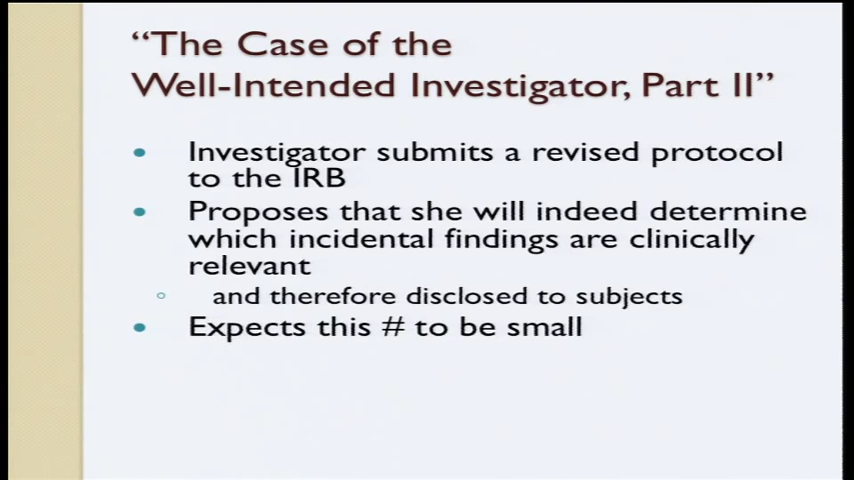 “The Case of the
Well-Intended Investigator, Part II”
• Investigator submits a revised protocol
to the IRB
• Proposes that she will indeed determine
which incidental findings are clinically
relevant
◦ and therefore disclosed to subjects
• Expects this # to be small